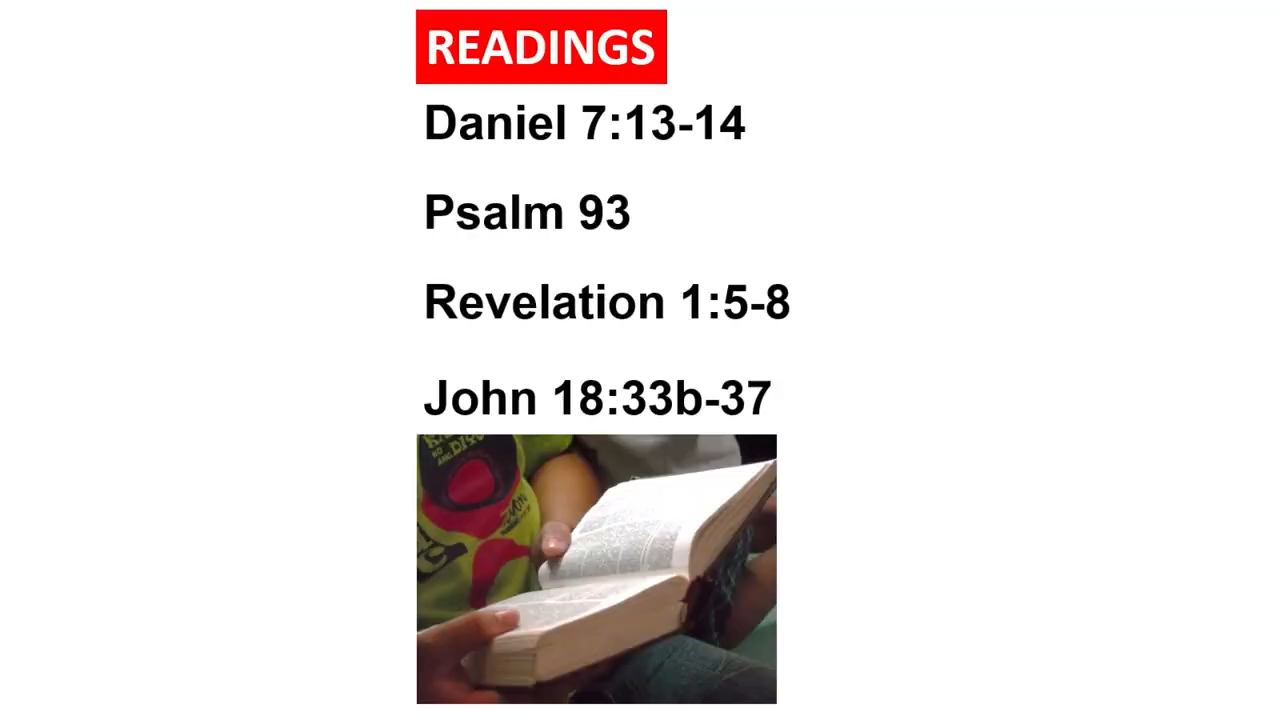 READINGS
Daniel 7:13-14
Psalm 93
Revelation 1:5-8
John 18:33b-37